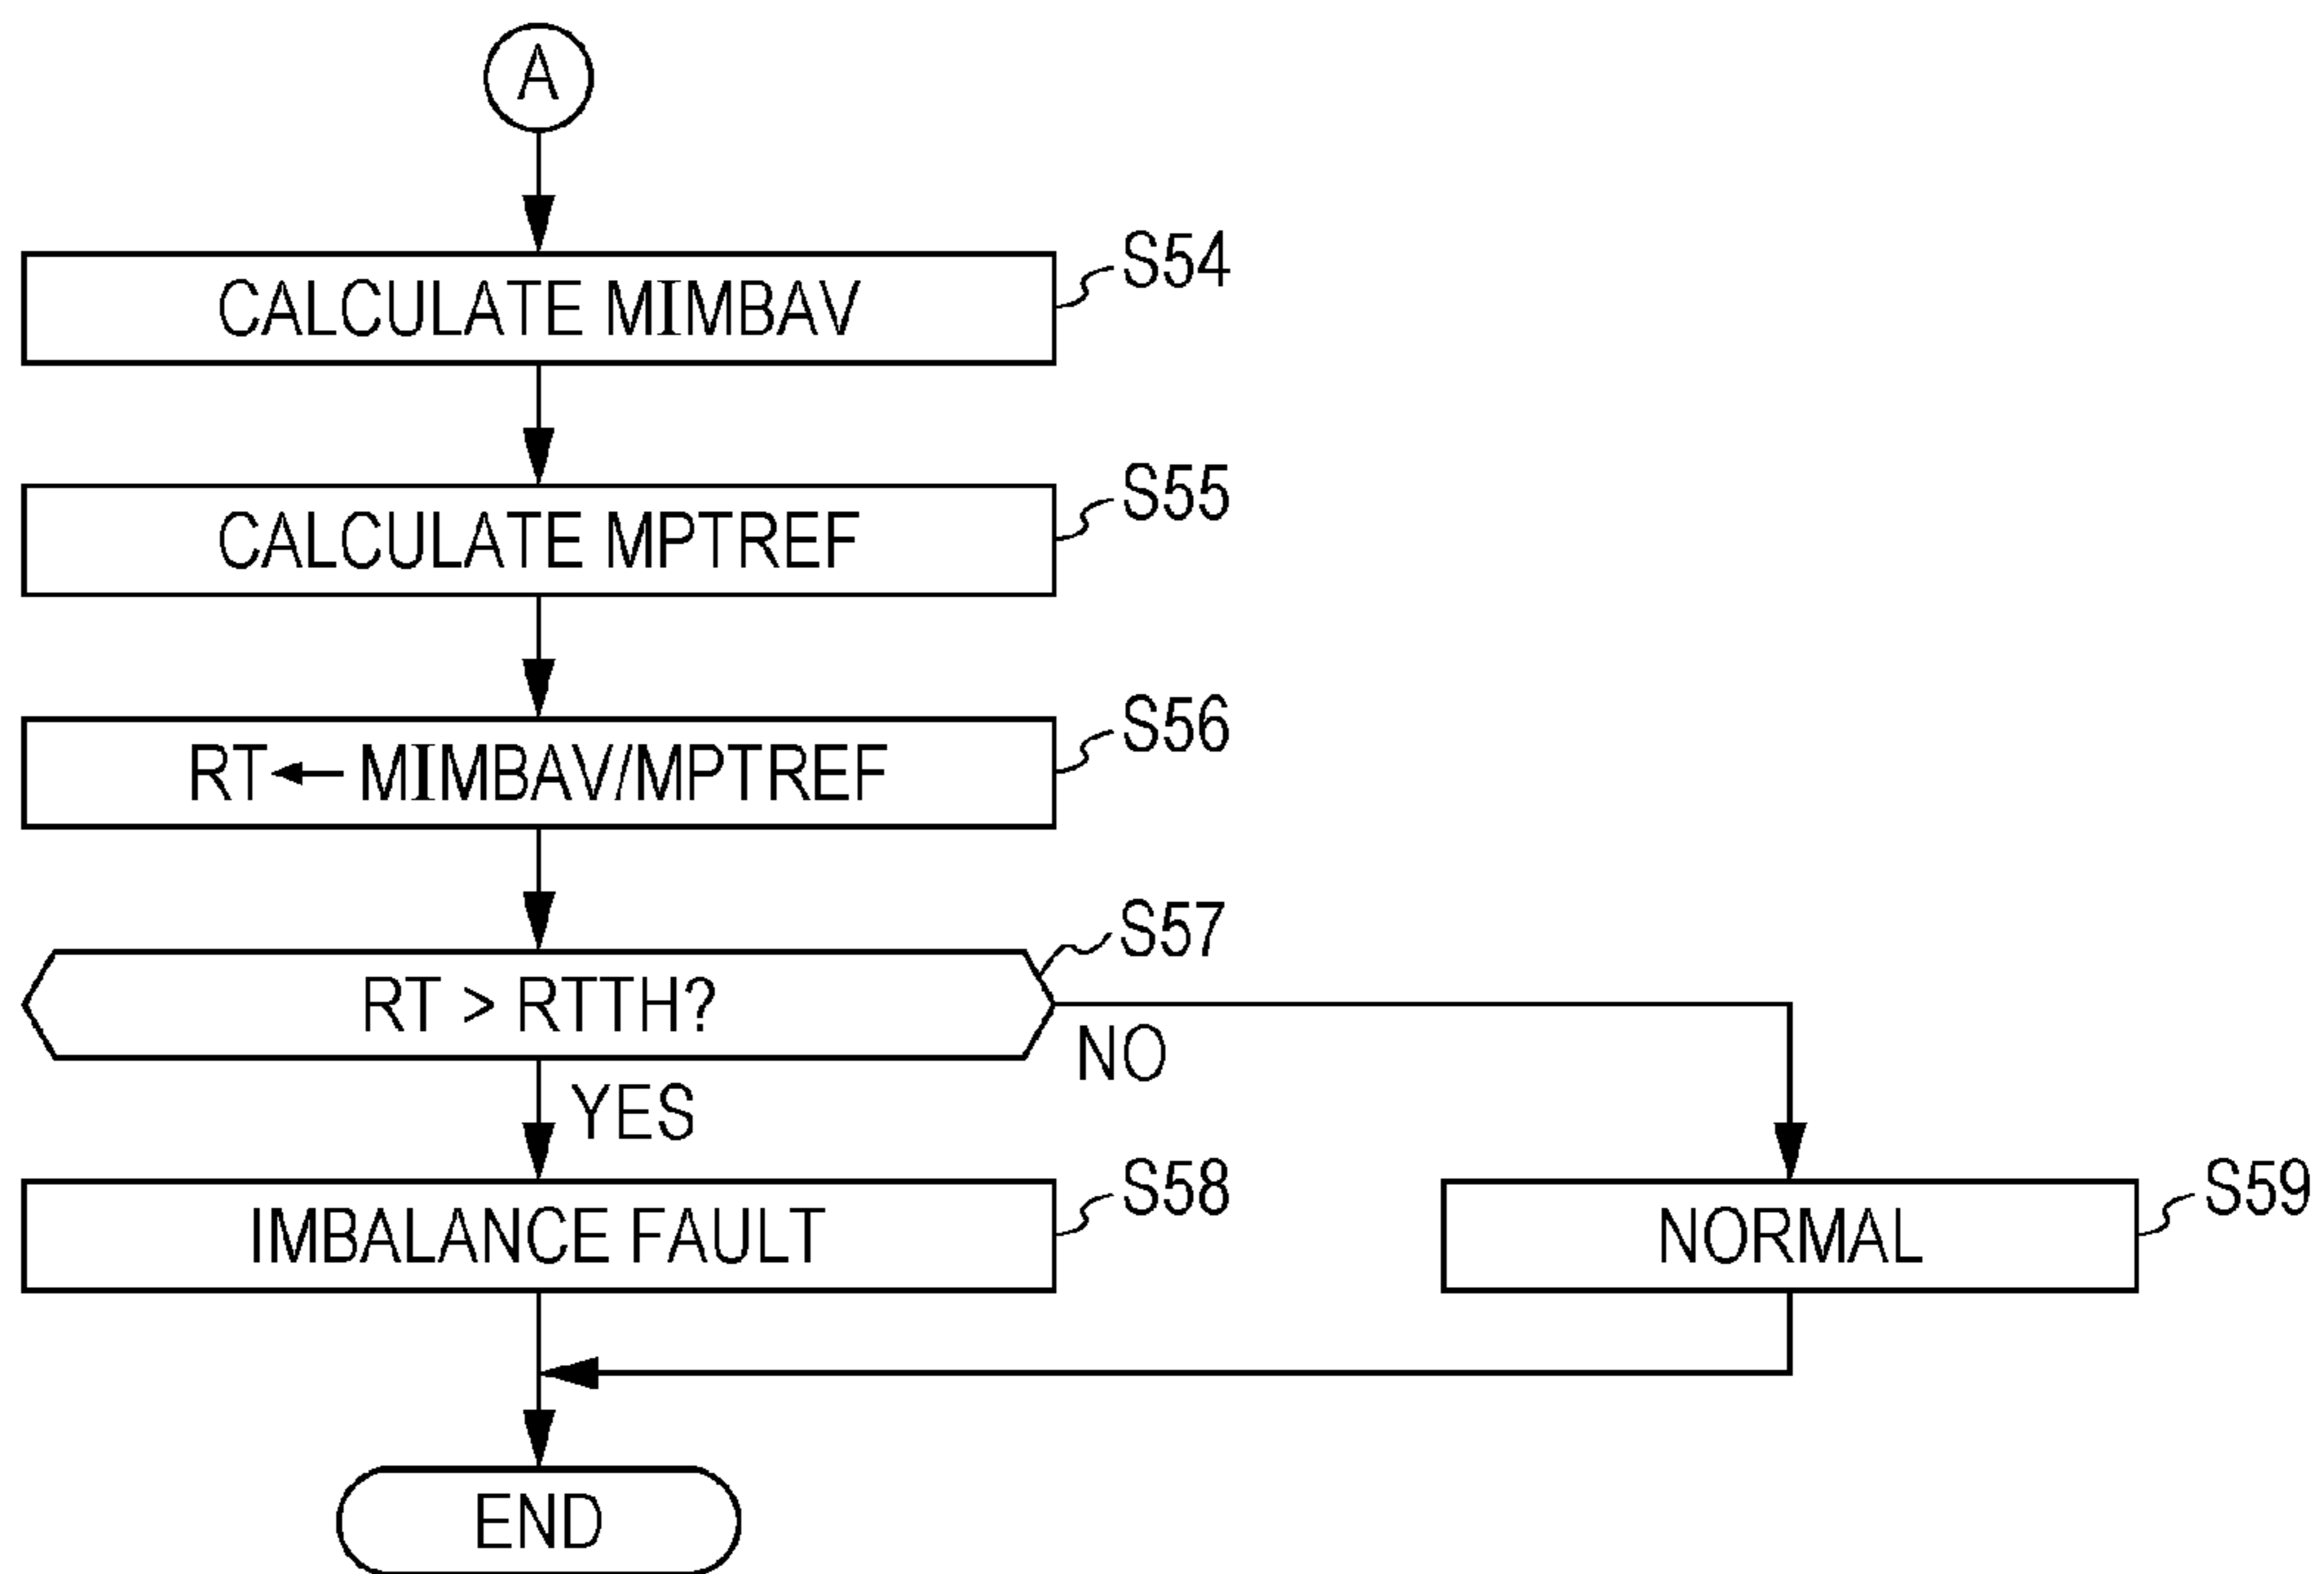 A
S54
CALCULATE MIMBAV
S55
CALCULATE MPTREF
S56
RT ← MIMBAV/MPTREF
S57
RT > RTTH?
NO
YES
S58
IMBALANCE FAULT
S59
NORMAL
END